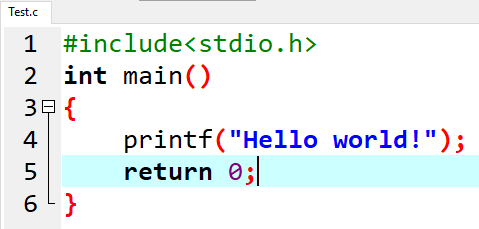 Test.c
1 #include<stdio.h>
2 int main()
3 {
4     printf("Hello world!");
5     return 0;
6 }